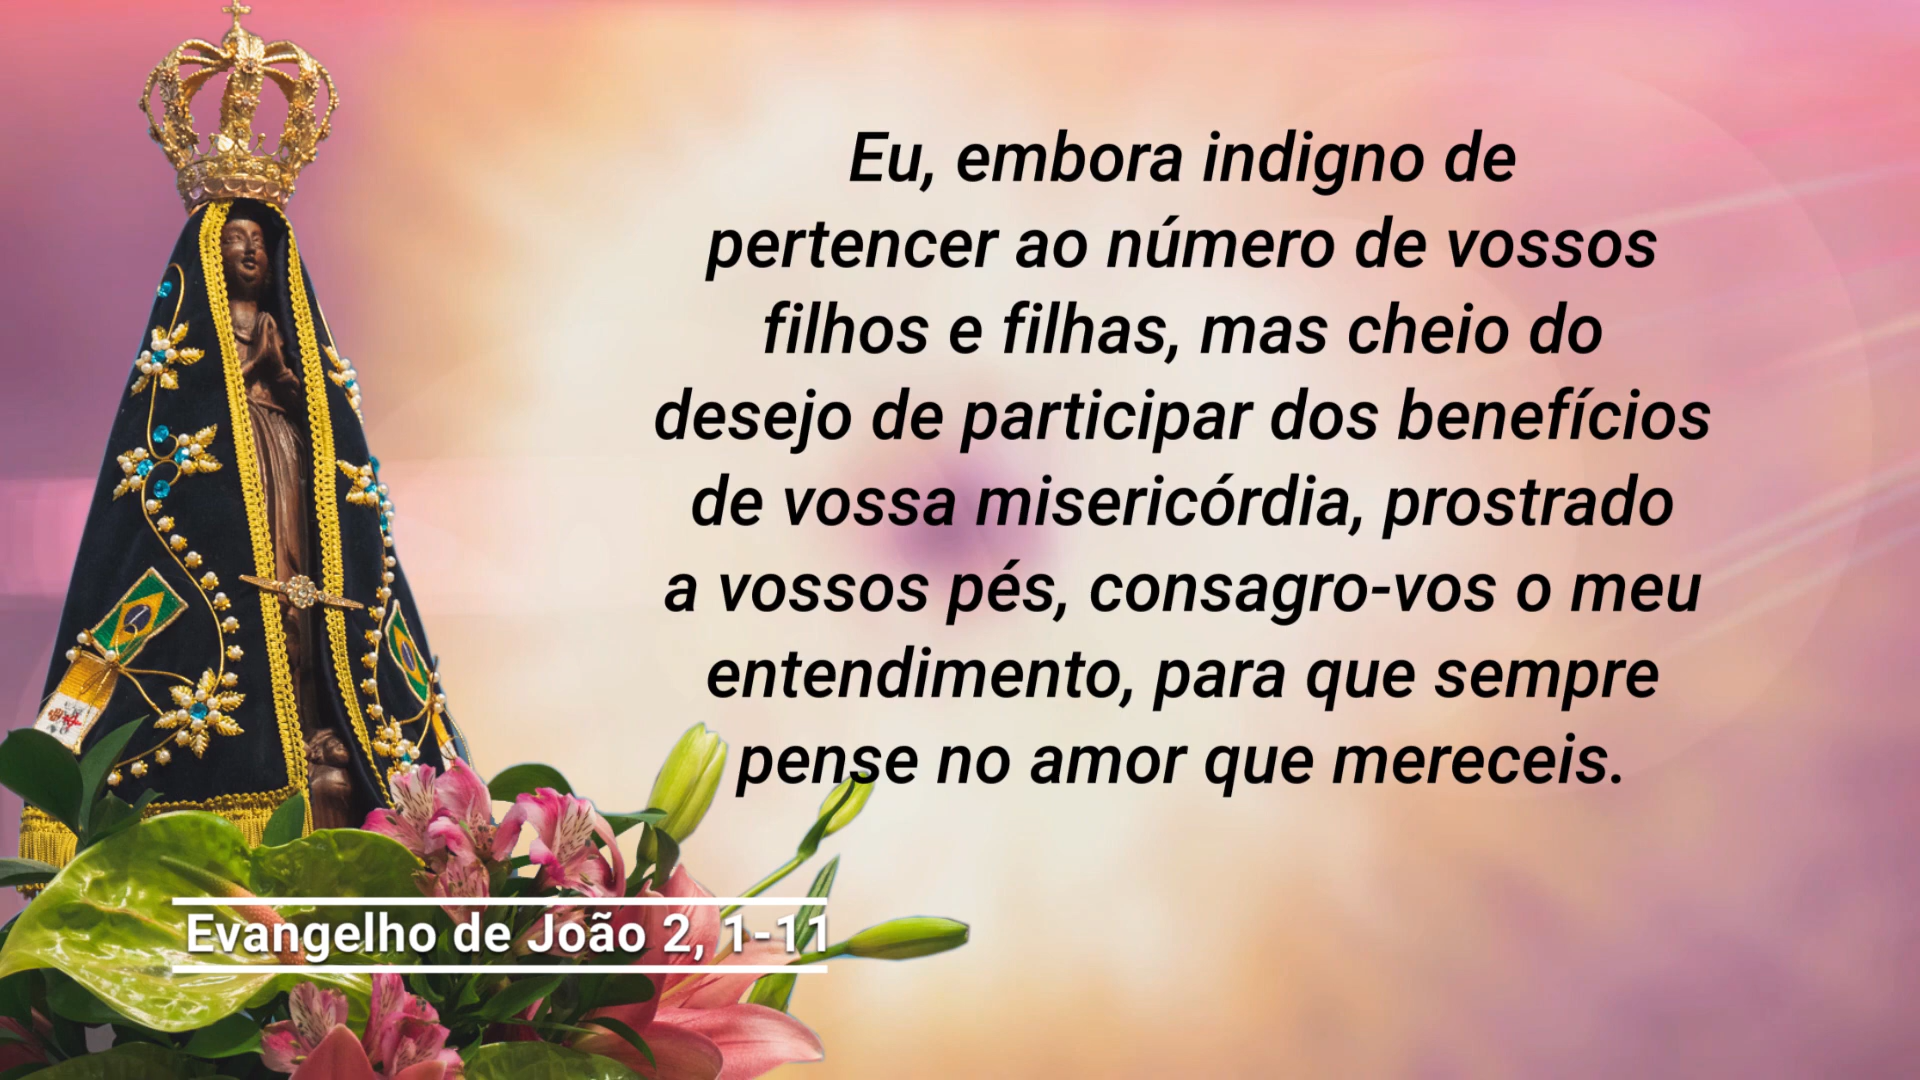 Eu, embora indigno de
pertencer ao número de vossos
filhos e filhas, mas cheio do
desejo de participar dos benefícios
de vossa misericórdia, prostrado
a vossos pés, consagro-vos o meu
entendimento, para que sempre
pense no amor que mereceis.
Evangelho de João 2, 1-11